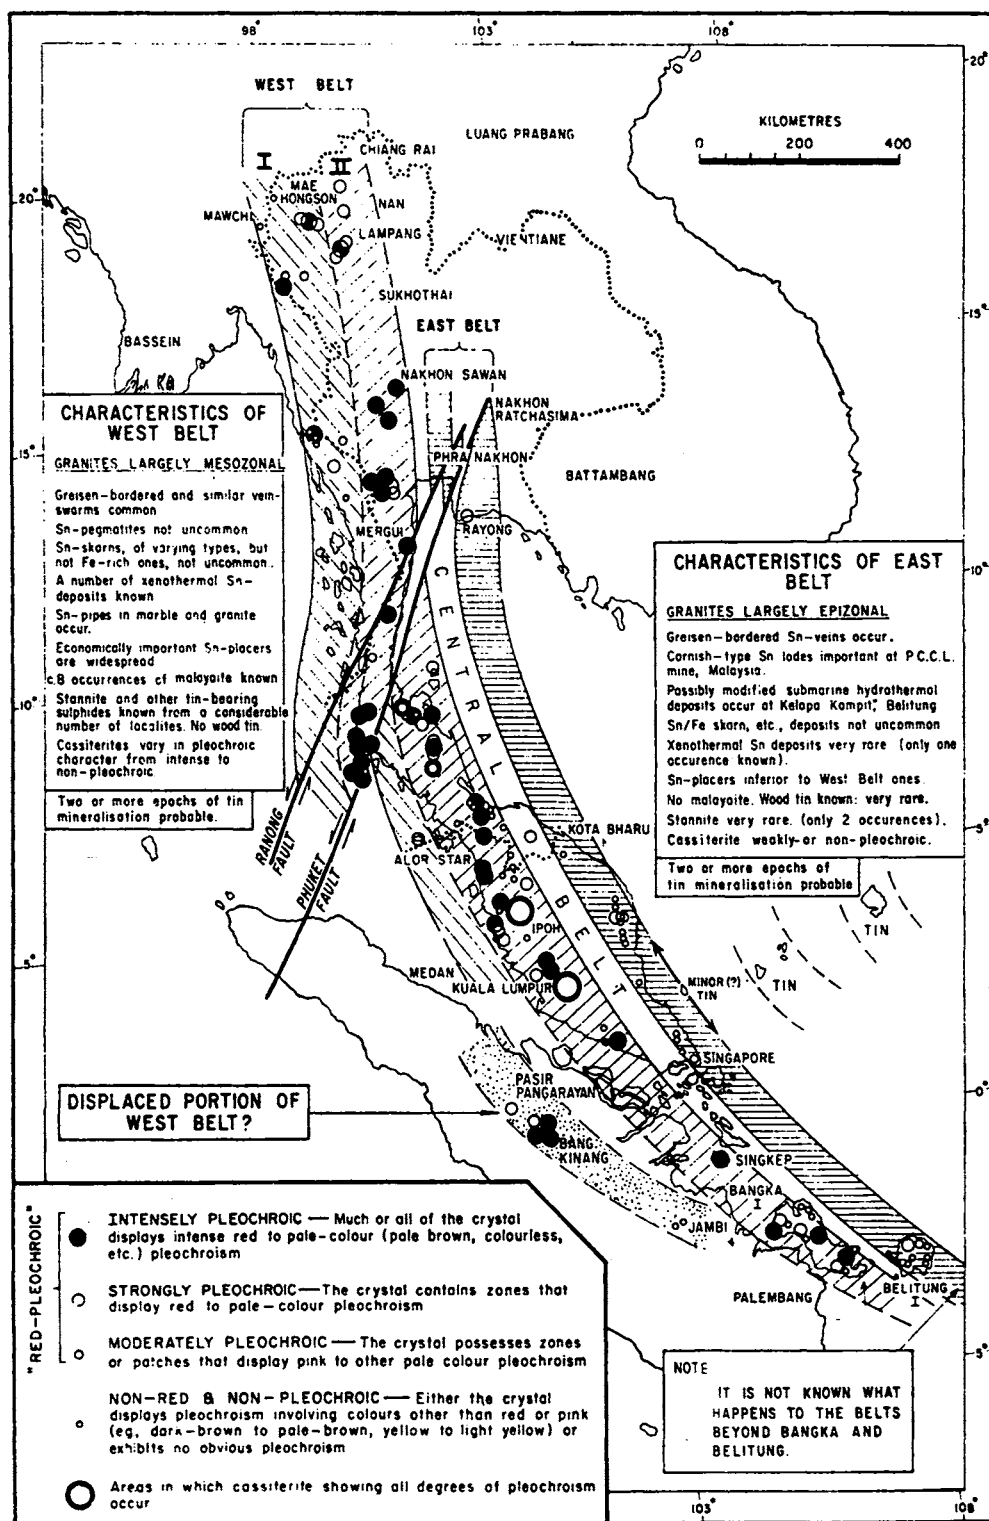 98°
103°
108°
20°
WEST BELT
I
II
LUANG PRABANG
CHIANG RAI
KILOMETRES
0 200 400
20°
MAE
HONGSON
NAN
MAWCHI
LAMPANG
VIENTIANE
SUKHOTHAI
15°
EAST BELT
BASSEIN
NAKHON SAWAN
NAKHON
RATCHASIMA
CHARACTERISTICS OF
WEST BELT
GRANITES LARGELY MESOZONAL
Greisen-bordered and similar vein-
swarms common
Sn-pegmatites not uncommon
Sn-skarns, of varying types, but
not Fe-rich ones, not uncommon.
A number of xenothermal Sn-
deposits known
Sn-pipes in marble and granite
occur.
Economically important Sn-placers
are widespread
c.8 occurrences of malayaite known
Stannite and other tin-bearing
sulphides known from a considerable
number of localites. No wood tin
Cassiterites vary in pleochroic
character from intense to
non-pleochroic
Two or more epochs of tin
mineralisation probable.
15°
PHRA NAKHON
BATTAMBANG
MERGUI
RAYONG
10°
CENTRAL BELT
CHARACTERISTICS OF EAST
BELT
GRANITES LARGELY EPIZONAL
Greisen-bordered Sn-veins occur.
Cornish-type Sn lodes important at P.C.C.L.
mine, Malaysia.
Possibly modified submarine hydrothermal
deposits occur at Kelapa Kampit, Belitung
Sn/Fe skarn, etc., deposits not uncommon
Xenothermal Sn deposits very rare (only one
occurence known).
Sn-placers inferior to West Belt ones
No malayaite. Wood tin known: very rare.
Stannite very rare. (only 2 occurences).
Cassiterite weakly-or non-pleochroic.
Two or more epochs of
tin mineralisation probable
10°
5°
RANONG
FAULT
PHUKET
FAULT
ALOR STAR
KOTA BHARU
TIN
IPOH
TIN
5°
MEDAN
KUALA LUMPUR
MINOR(?)
TIN
SINGAPORE
0°
DISPLACED PORTION OF
WEST BELT?
PASIR
PANGARAYAN
BANG
KINANG
SINGKEP
BANGKA
I
JAMBI
PALEMBANG
BELITUNG
I
5°
"RED-PLEOCHROIC"
INTENSELY PLEOCHROIC — Much or all of the crystal
displays intense red to pale-colour (pale brown, colourless,
etc.) pleochroism
STRONGLY PLEOCHROIC—The crystal contains zones that
display red to pale-colour pleochroism
MODERATELY PLEOCHROIC — The crystal possesses zones
or patches that display pink to other pale colour pleochroism
NON-RED & NON-PLEOCHROIC — Either the crystal
displays pleochroism involving colours other than red or pink
(eg, dark-brown to pale-brown, yellow to light yellow) or
exhibits no obvious pleochroism
Areas in which cassiterite showing all degrees of pleochroism
occur
NOTE
IT IS NOT KNOWN WHAT
HAPPENS TO THE BELTS
BEYOND BANGKA AND
BELITUNG.
103°
108